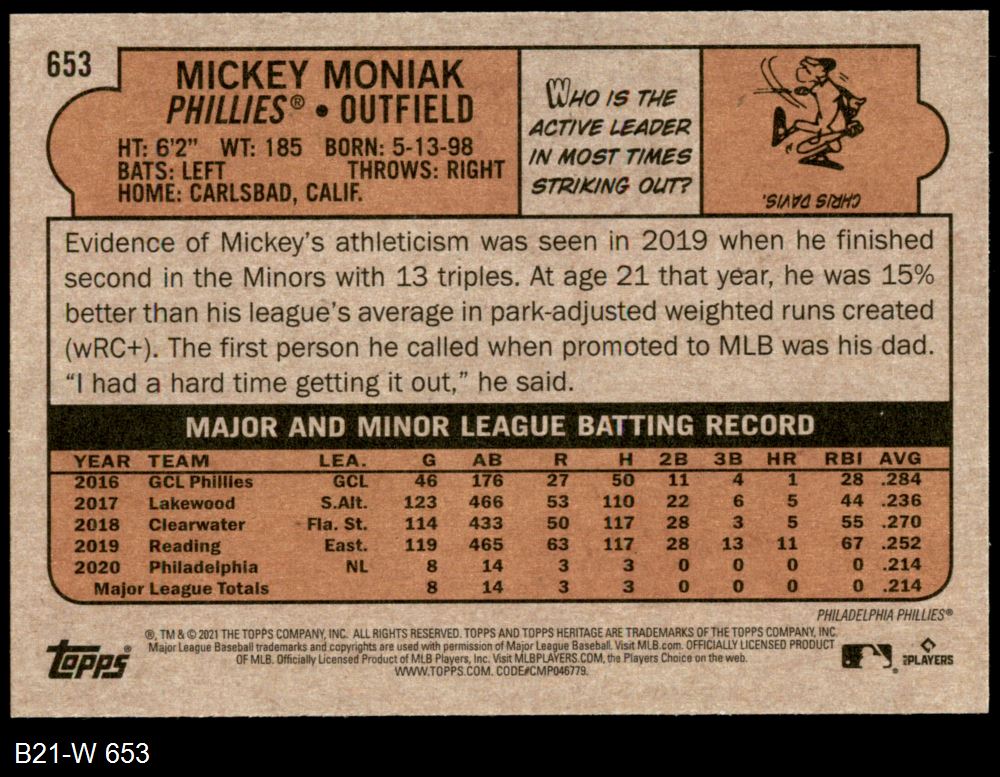 653
MICKEY MONIAK
PHILLIES® • OUTFIELD
HT: 6'2" WT: 185 BORN: 5-13-98
BATS: LEFT THROWS: RIGHT
HOME: CARLSBAD, CALIF.
WHO IS THE
ACTIVE LEADER
IN MOST TIMES
STRIKING OUT?
CHRIS DAVIS.
Evidence of Mickey's athleticism was seen in 2019 when he finished
second in the Minors with 13 triples. At age 21 that year, he was 15%
better than his league's average in park-adjusted weighted runs created
(wRC+). The first person he called when promoted to MLB was his dad.
"I had a hard time getting it out," he said.
MAJOR AND MINOR LEAGUE BATTING RECORD
YEAR TEAM LEA. G AB R H 2B 3B HR RBI AVG
2016 GCL Phillies GCL 46 176 27 50 11 4 1 28 .284
2017 Lakewood S.Alt. 123 466 53 110 22 6 5 44 .236
2018 Clearwater Fla. St. 114 433 50 117 28 3 5 55 .270
2019 Reading East. 119 465 63 117 28 13 11 67 .252
2020 Philadelphia NL 8 14 3 3 0 0 0 0 .214
Major League Totals 8 14 3 3 0 0 0 0 .214
PHILADELPHIA PHILLIES®
®, TM & © 2021 THE TOPPS COMPANY, INC. ALL RIGHTS RESERVED. TOPPS AND TOPPS HERITAGE ARE TRADEMARKS OF THE TOPPS COMPANY, INC.
Major League Baseball trademarks and copyrights are used with permission of Major League Baseball. Visit MLB.com. OFFICIALLY LICENSED PRODUCT
OF MLB. Officially Licensed Product of MLB Players, Inc. Visit MLBPLAYERS.COM, the Players Choice on the web.
WWW.TOPPS.COM. CODE#CMP046779.
topps®
MLBPLAYERS
B21-W 653